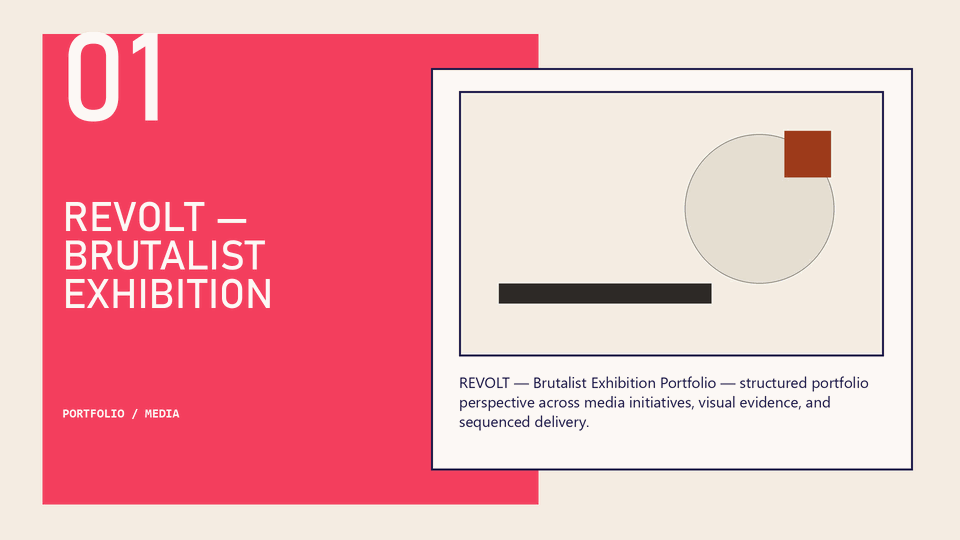 01
REVOLT —
BRUTALIST
EXHIBITION
PORTFOLIO / MEDIA
REVOLT — Brutalist Exhibition Portfolio — structured portfolio
perspective across media initiatives, visual evidence, and
sequenced delivery.